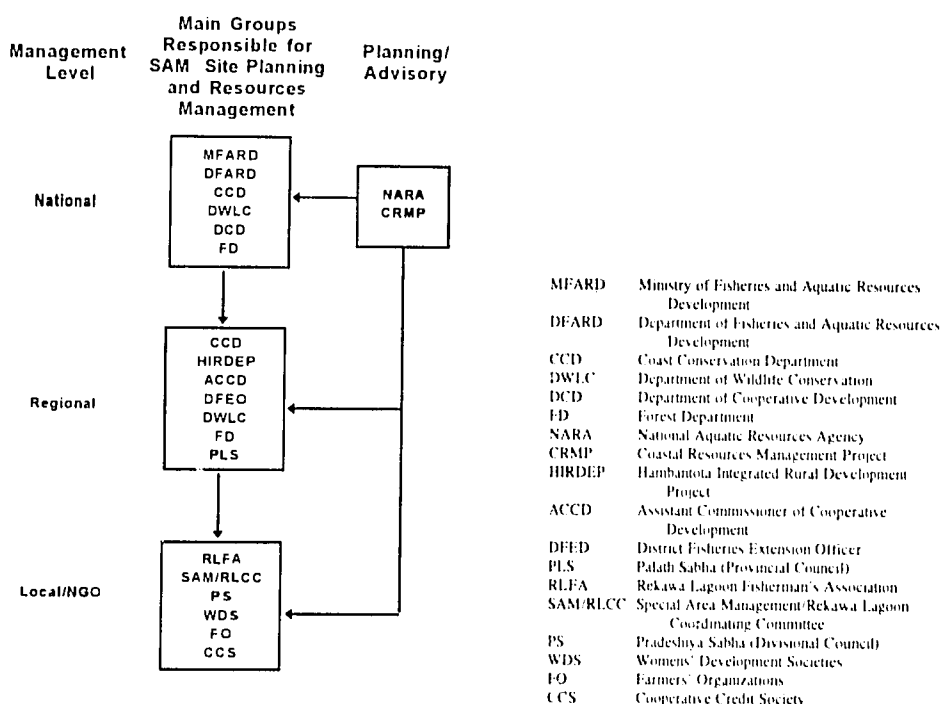 Management
Level
Main Groups
Responsible for
SAM Site Planning
and Resources
Management
Planning/
Advisory
National
MFARD
DFARD
CCD
DWLC
DCD
FD
NARA
CRMP
Regional
CCD
HIRDEP
ACCD
DFEO
DWLC
FD
PLS
Local/NGO
RLFA
SAM/RLCC
PS
WDS
FO
CCS
MFARD Ministry of Fisheries and Aquatic Resources
Development
DFARD Department of Fisheries and Aquatic Resources
Development
CCD Coast Conservation Department
DWLC Department of Wildlife Conservation
DCD Department of Cooperative Development
FD Forest Department
NARA National Aquatic Resources Agency
CRMP Coastal Resources Management Project
HIRDEP Hambantota Integrated Rural Development
Project
ACCD Assistant Commissioner of Cooperative
Development
DFED District Fisheries Extension Officer
PLS Palath Sabha (Provincial Council)
RLFA Rekawa Lagoon Fisherman's Association
SAM/RLCC Special Area Management/Rekawa Lagoon
Coordinating Committee
PS Pradeshiya Sabha (Divisional Council)
WDS Womens' Development Societies
FO Farmers' Organizations
CCS Cooperative Credit Society